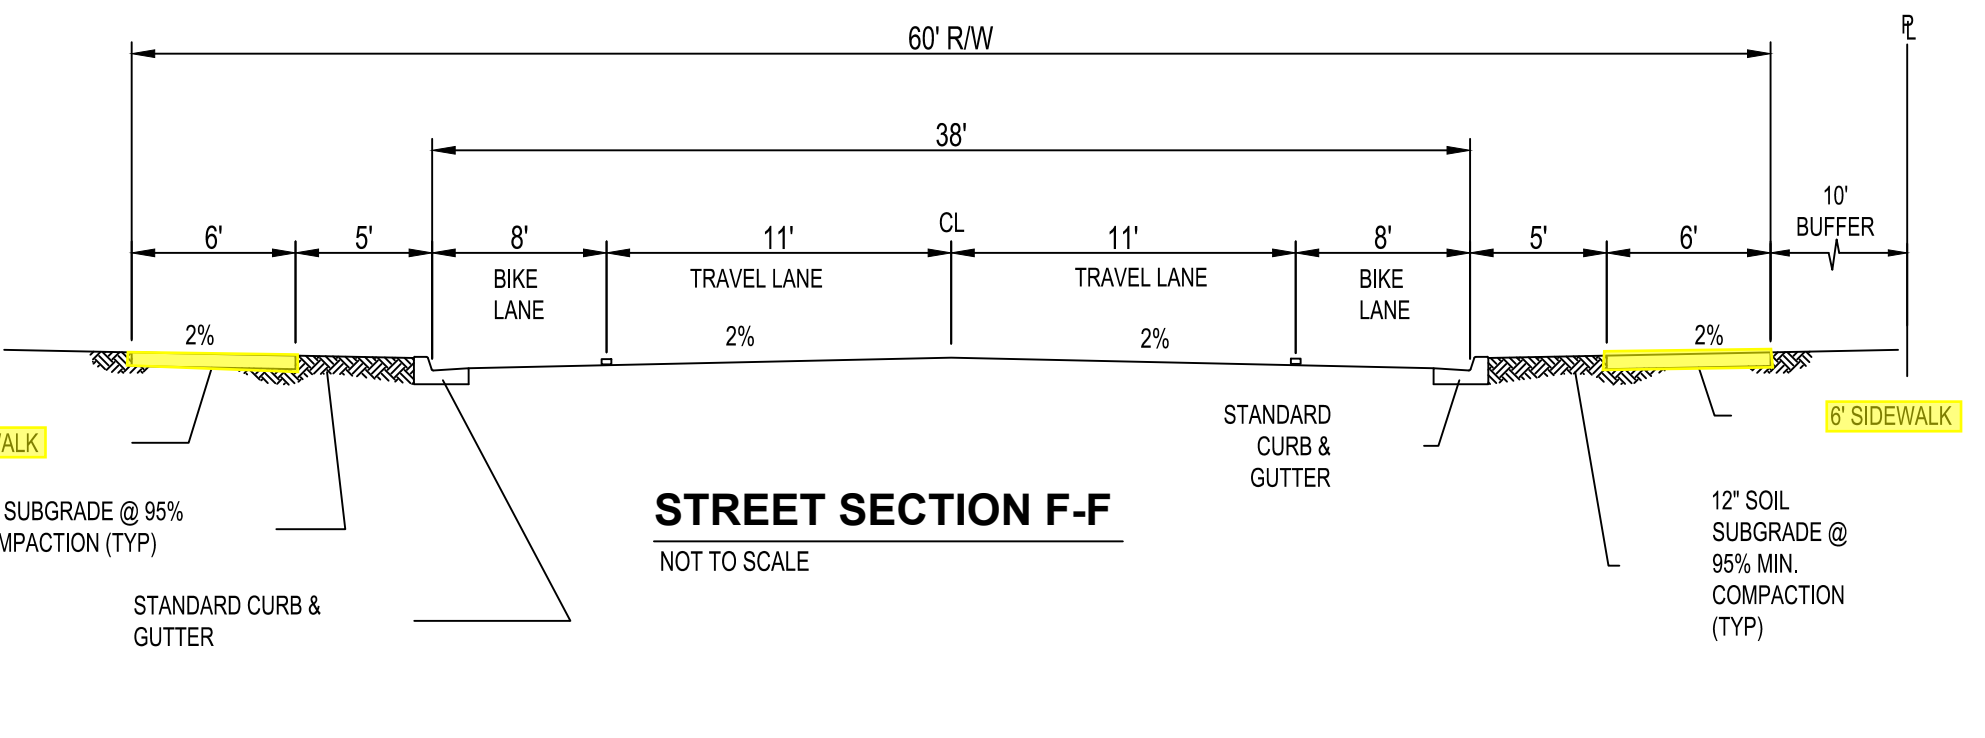 60' R/W
PL
38'
10'
BUFFER
6'
5'
8'
11'
CL
11'
8'
5'
6'
BIKE
LANE
TRAVEL LANE
TRAVEL LANE
BIKE
LANE
2%
2%
2%
2%
6' SIDEWALK
STANDARD
CURB &
GUTTER
SUBGRADE @ 95%
(TYP)
STREET SECTION F-F
NOT TO SCALE
12" SOIL
SUBGRADE @
95% MIN.
COMPACTION
(TYP)
STANDARD CURB &
GUTTER